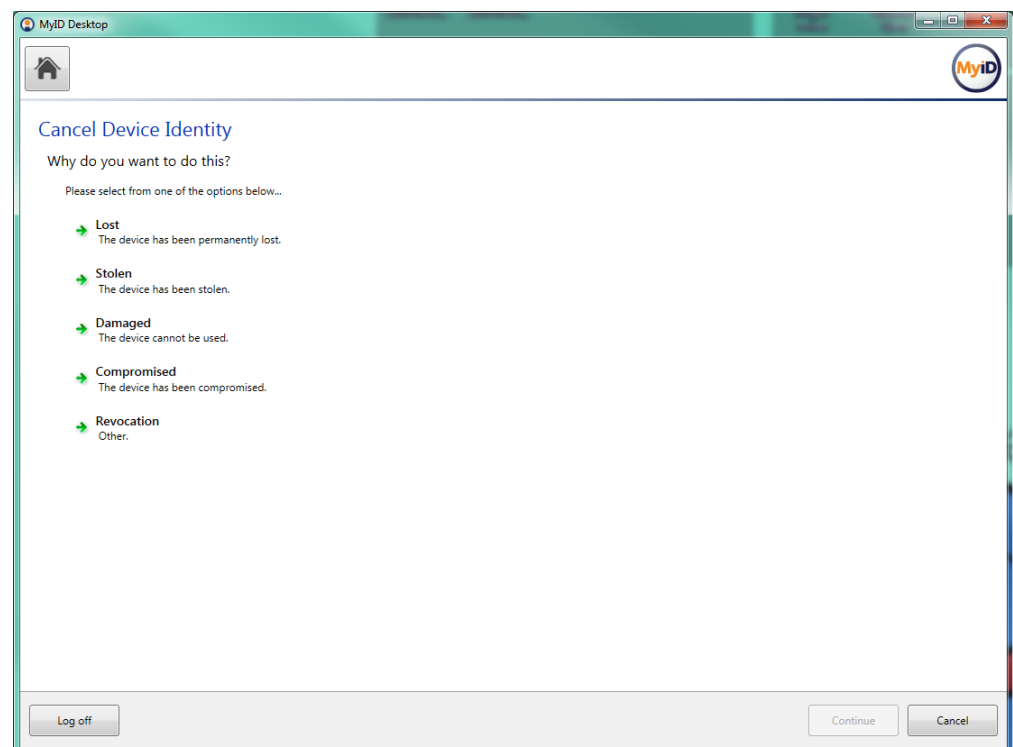 MyID Desktop
MyiD
Cancel Device Identity
Why do you want to do this?
Please select from one of the options below...
Lost
The device has been permanently lost.
Stolen
The device has been stolen.
Damaged
The device cannot be used.
Compromised
The device has been compromised.
Revocation
Other.
Log off
Continue
Cancel